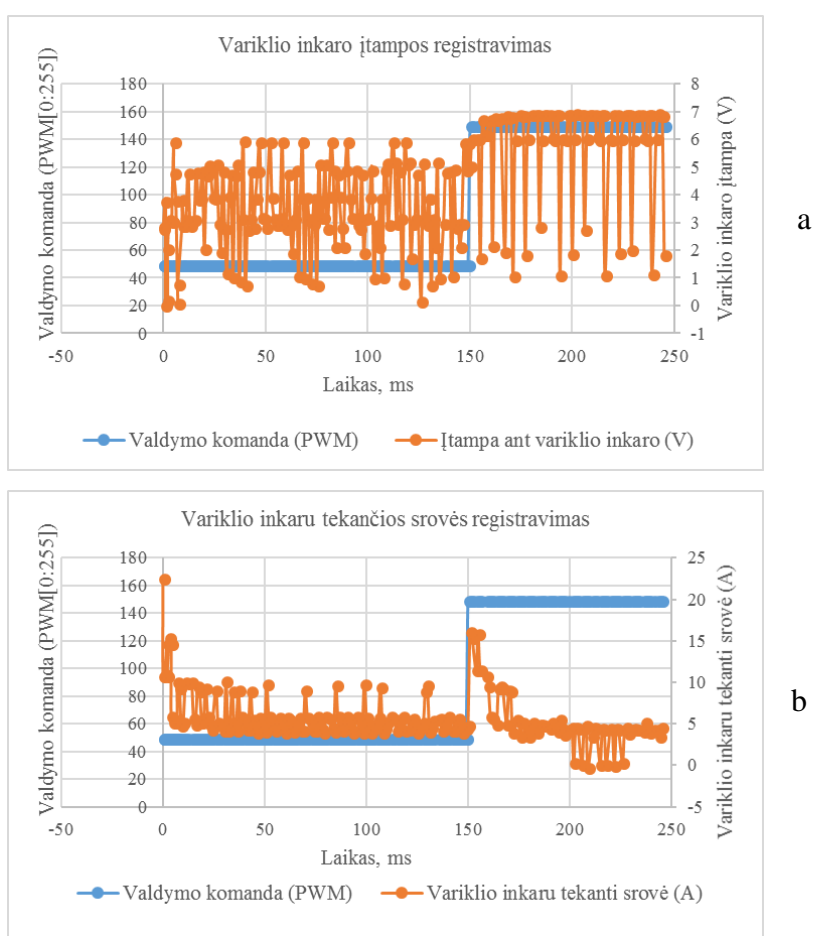 Variklio inkaro įtampos registravimas
Valdymo komanda (PWM[0:255])
180
160
140
120
100
80
60
40
20
0
8
7
6
5
4
3
2
1
0
-1
Variklio inkaro įtampa (V)
-50 0 50 100 150 200 250
Laikas, ms
Valdymo komanda (PWM) Įtampa ant variklio inkaro (V)
a
Variklio inkaru tekančios srovės registravimas
Valdymo komanda (PWM[0:255])
180
160
140
120
100
80
60
40
20
0
25
20
15
10
5
0
-5
Variklio inkaru tekanti srovė (A)
-50 0 50 100 150 200 250
Laikas, ms
Valdymo komanda (PWM) Variklio inkaru tekanti srovė (A)
b